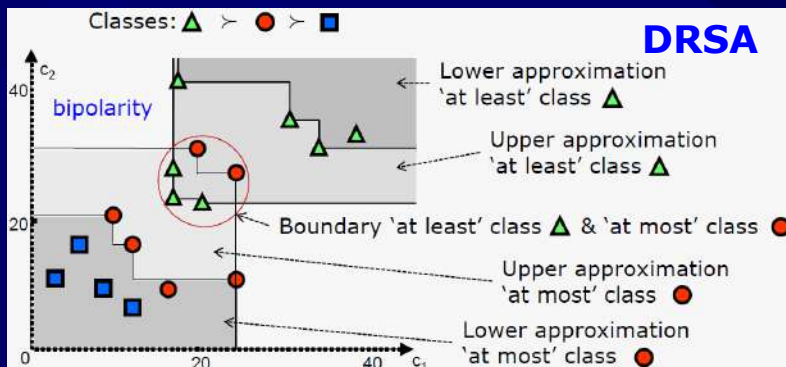 Classes: ≻ ≻
DRSA
c2
40
bipolarity
Lower approximation
'at least' class
Upper approximation
'at least' class
20
Boundary 'at least' class & 'at most' class
Upper approximation
'at most' class
Lower approximation
'at most' class
0
20
40
c1